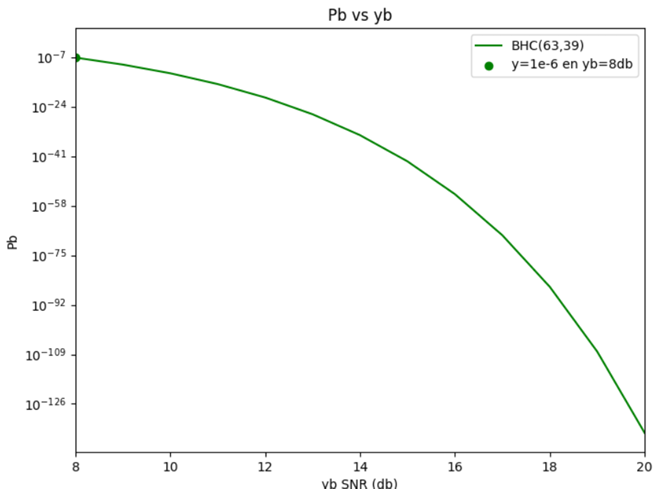 Pb vs yb
BHC(63,39)
y=1e-6 en yb=8db
10⁻⁷
10⁻²⁴
10⁻⁴¹
10⁻⁵⁸
10⁻⁷⁵
10⁻⁹²
10⁻¹⁰⁹
10⁻¹²⁶
Pb
8 10 12 14 16 18 20
yb SNR (db)